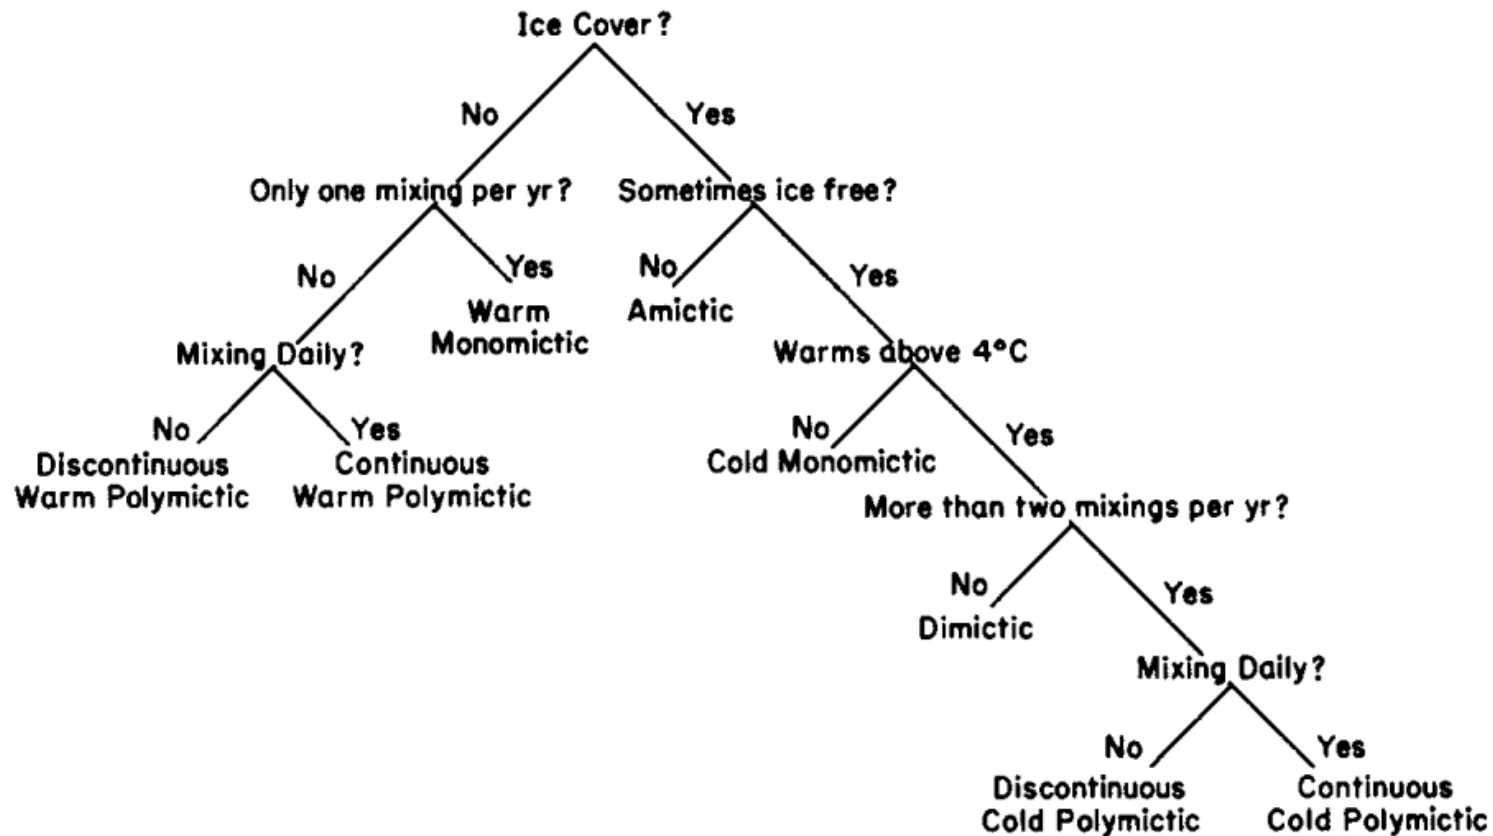 Ice Cover?
No
Yes
Only one mixing per yr?
Sometimes ice free?
No
Yes
No
Yes
Warm
Monomictic
Amictic
Mixing Daily?
Warms above 4°C
No
Yes
No
Yes
Discontinuous
Warm Polymictic
Continuous
Warm Polymictic
Cold Monomictic
More than two mixings per yr?
No
Yes
Dimictic
Mixing Daily?
No
Yes
Discontinuous
Cold Polymictic
Continuous
Cold Polymictic